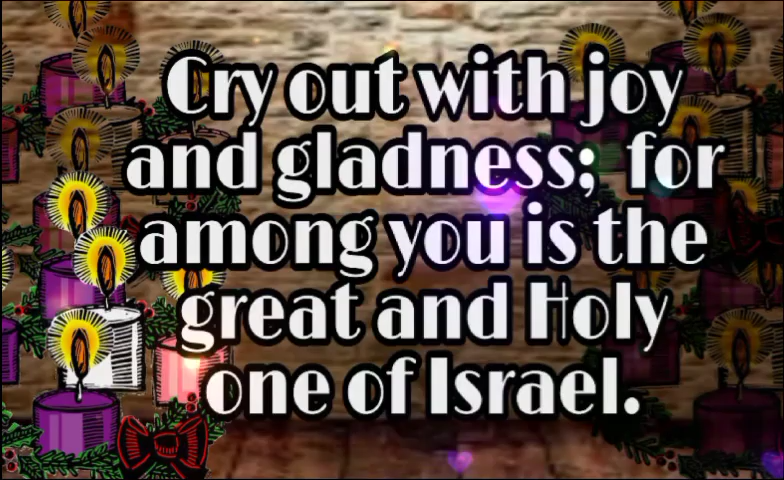 Cry out with joy
and gladness; for
among you is the
great and Holy
one of Israel.